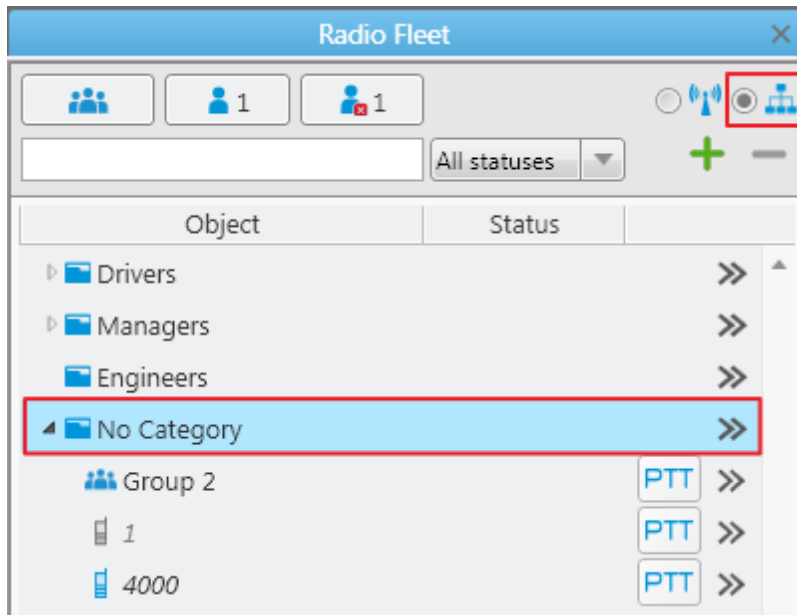 Radio Fleet
1 1
All statuses
Object Status
Drivers
Managers
Engineers
No Category
Group 2 PTT
1 PTT
4000 PTT